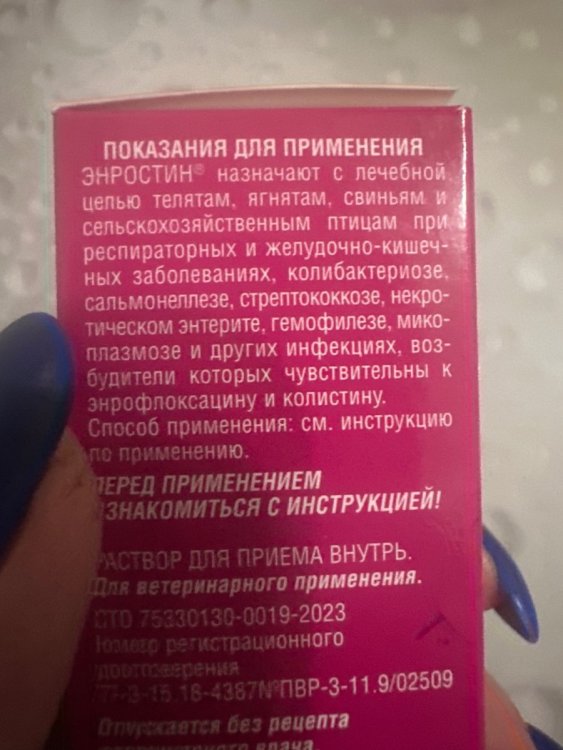 ПОКАЗАНИЯ ДЛЯ ПРИМЕНЕНИЯ
ЭНРОСТИН® назначают с лечебной
целью телятам, ягнятам, свиньям и
сельскохозяйственным птицам при
респираторных и желудочно-кишеч-
ных заболеваниях, колибактериозе,
сальмонеллезе, стрептококкозе, некро-
тическом энтерите, гемофилезе, мико-
плазмозе и других инфекциях, воз-
будители которых чувствительны к
энрофлоксацину и колистину.
Способ применения: см. инструкцию
по применению.
ПЕРЕД ПРИМЕНЕНИЕМ
ОЗНАКОМИТЬСЯ С ИНСТРУКЦИЕЙ!
РАСТВОР ДЛЯ ПРИЕМА ВНУТРЬ.
Для ветеринарного применения.
СТО 75330130-0019-2023
Номер регистрационного
удостоверения
77-3-15.18-4387№ПВР-3-11.9/02509
Отпускается без рецепта
ветеринарного врача